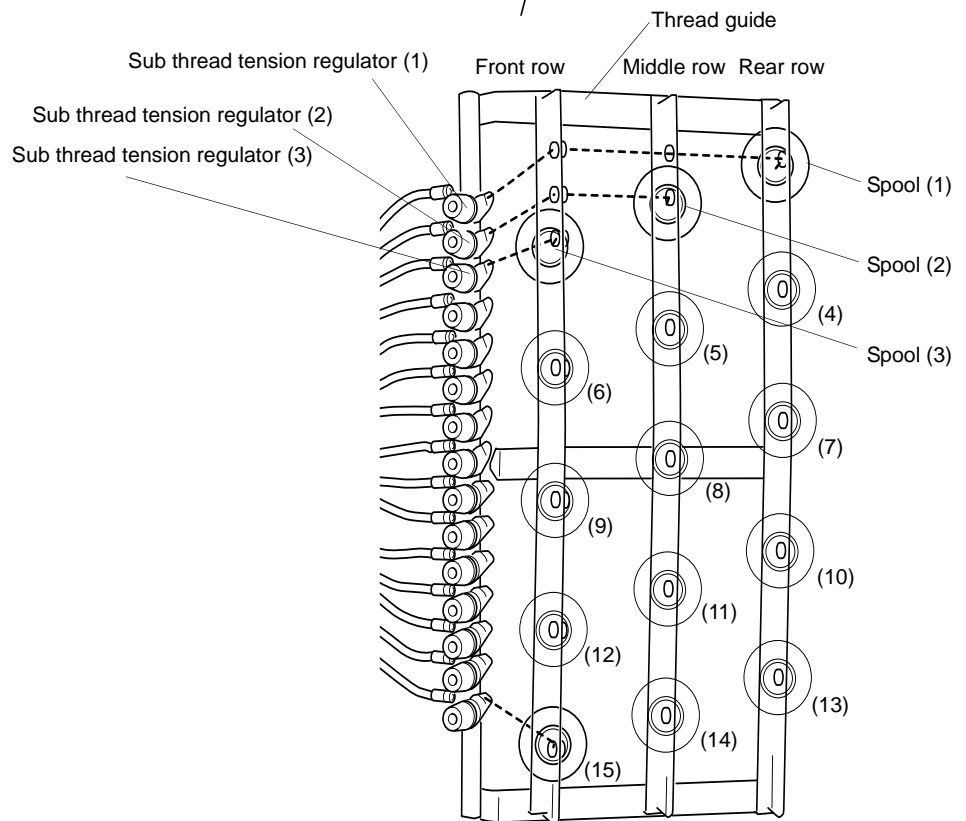 Thread guide
Sub thread tension regulator (1)
Front row
Middle row
Rear row
Sub thread tension regulator (2)
Sub thread tension regulator (3)
Spool (1)
Spool (2)
(4)
(5)
Spool (3)
(6)
(7)
(8)
(9)
(10)
(11)
(12)
(13)
(14)
(15)